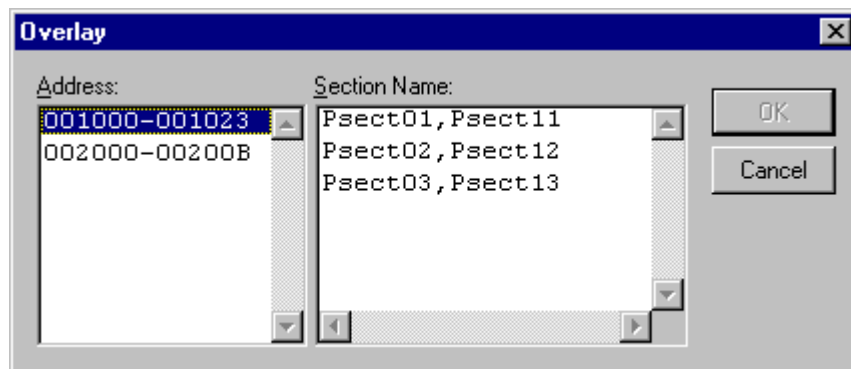 Overlay
Address:
001000-001023
002000-00200B
Section Name:
Psect01,Psect11
Psect02,Psect12
Psect03,Psect13
OK
Cancel